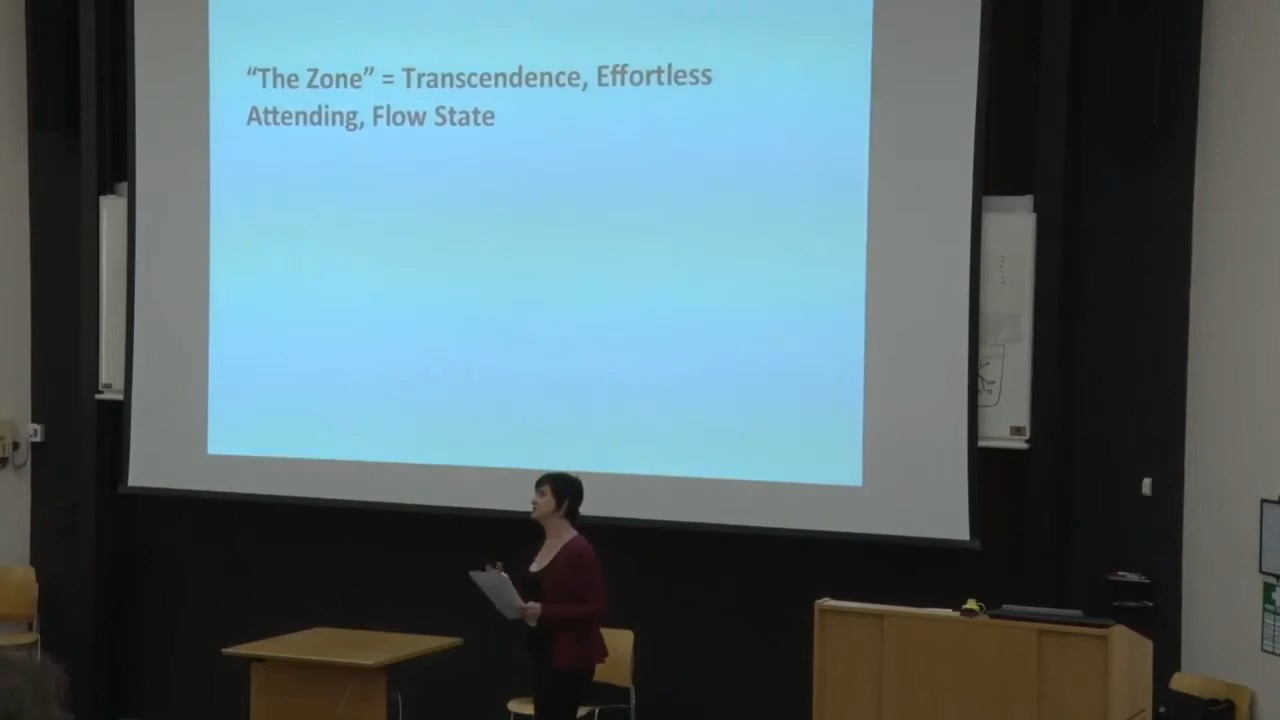 “The Zone” = Transcendence, Effortless
Attending, Flow State